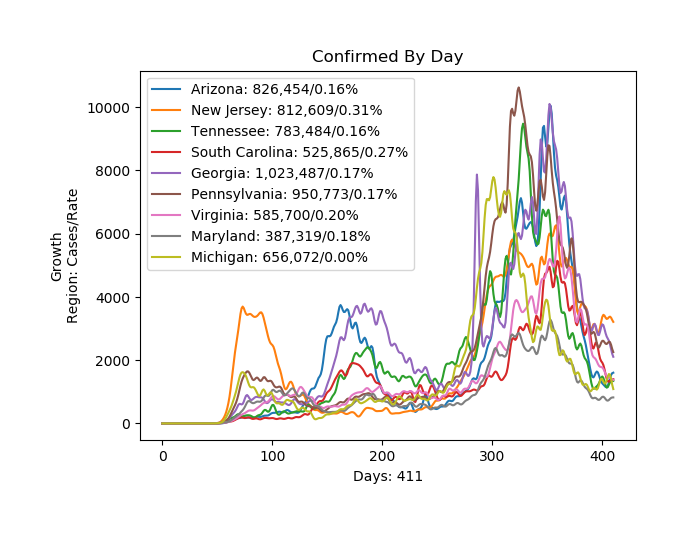 Confirmed By Day
Growth
Region: Cases/Rate
10000
8000
6000
4000
2000
0
Arizona: 826,454/0.16%
New Jersey: 812,609/0.31%
Tennessee: 783,484/0.16%
South Carolina: 525,865/0.27%
Georgia: 1,023,487/0.17%
Pennsylvania: 950,773/0.17%
Virginia: 585,700/0.20%
Maryland: 387,319/0.18%
Michigan: 656,072/0.00%
0 100 200 300 400
Days: 411